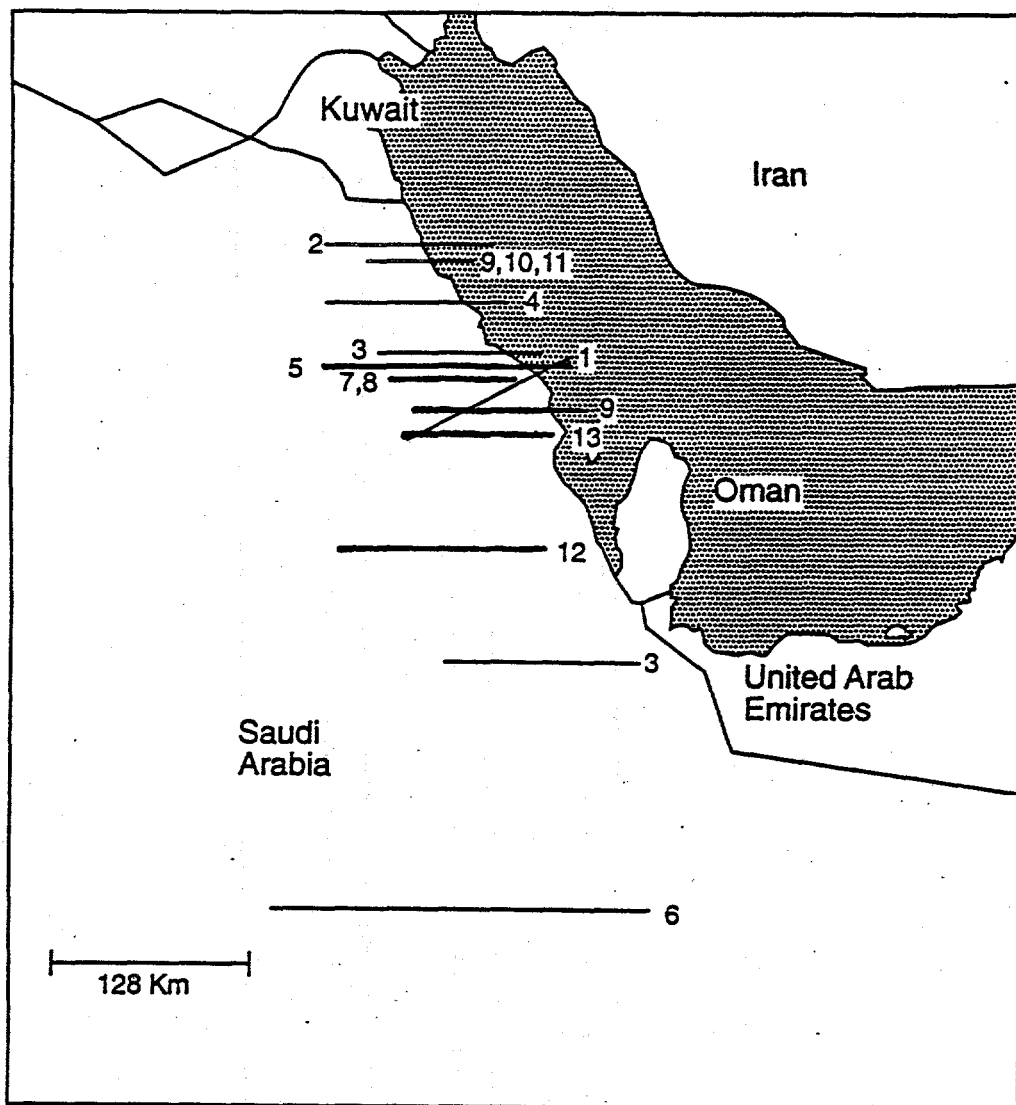 Kuwait
Iran
2
9,10,11
4
3
1
5
7,8
9
13
Oman
12
3
United Arab
Emirates
Saudi
Arabia
6
128 Km